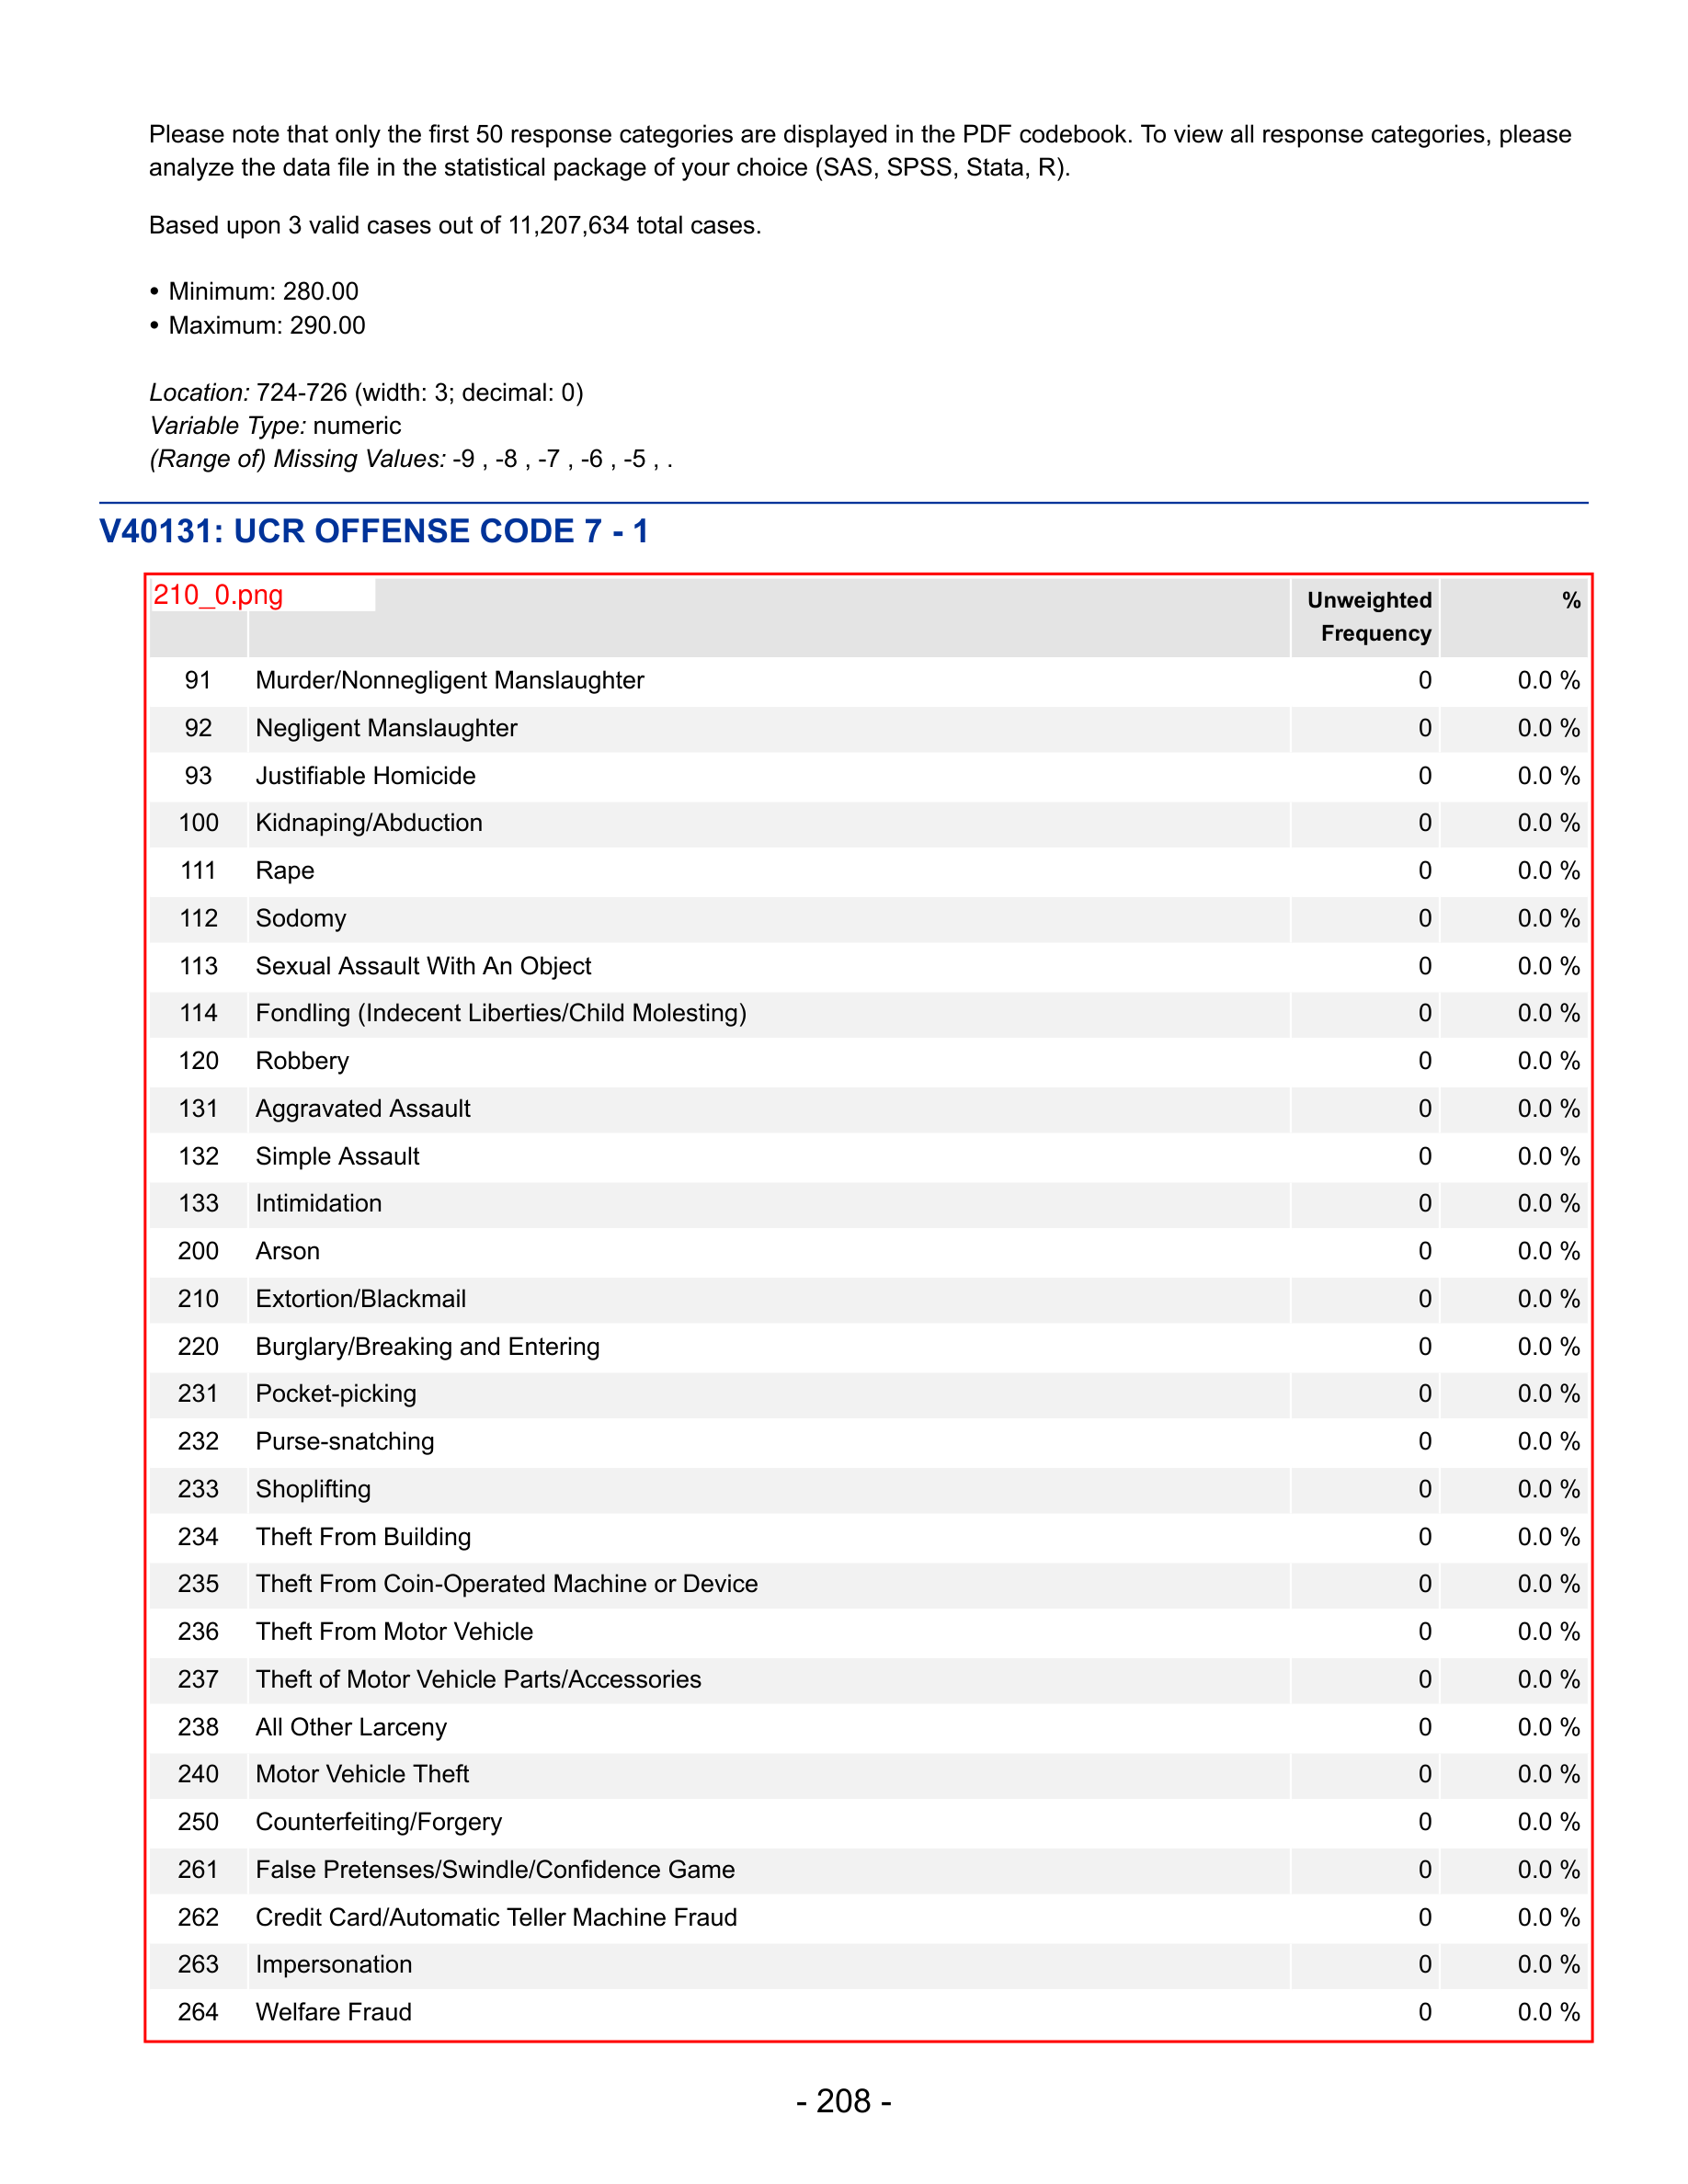 Please note that only the first 50 response categories are displayed in the PDF codebook. To view all response categories, please
analyze the data file in the statistical package of your choice (SAS, SPSS, Stata, R).
Based upon 3 valid cases out of 11,207,634 total cases.
• Minimum: 280.00
• Maximum: 290.00
Location: 724-726 (width: 3; decimal: 0)
Variable Type: numeric
(Range of) Missing Values: -9 , -8 , -7 , -6 , -5 , .
V40131: UCR OFFENSE CODE 7 - 1
210_0.png
Unweighted Frequency %
91 Murder/Nonnegligent Manslaughter 0 0.0 %
92 Negligent Manslaughter 0 0.0 %
93 Justifiable Homicide 0 0.0 %
100 Kidnaping/Abduction 0 0.0 %
111 Rape 0 0.0 %
112 Sodomy 0 0.0 %
113 Sexual Assault With An Object 0 0.0 %
114 Fondling (Indecent Liberties/Child Molesting) 0 0.0 %
120 Robbery 0 0.0 %
131 Aggravated Assault 0 0.0 %
132 Simple Assault 0 0.0 %
133 Intimidation 0 0.0 %
200 Arson 0 0.0 %
210 Extortion/Blackmail 0 0.0 %
220 Burglary/Breaking and Entering 0 0.0 %
231 Pocket-picking 0 0.0 %
232 Purse-snatching 0 0.0 %
233 Shoplifting 0 0.0 %
234 Theft From Building 0 0.0 %
235 Theft From Coin-Operated Machine or Device 0 0.0 %
236 Theft From Motor Vehicle 0 0.0 %
237 Theft of Motor Vehicle Parts/Accessories 0 0.0 %
238 All Other Larceny 0 0.0 %
240 Motor Vehicle Theft 0 0.0 %
250 Counterfeiting/Forgery 0 0.0 %
261 False Pretenses/Swindle/Confidence Game 0 0.0 %
262 Credit Card/Automatic Teller Machine Fraud 0 0.0 %
263 Impersonation 0 0.0 %
264 Welfare Fraud 0 0.0 %
- 208 -